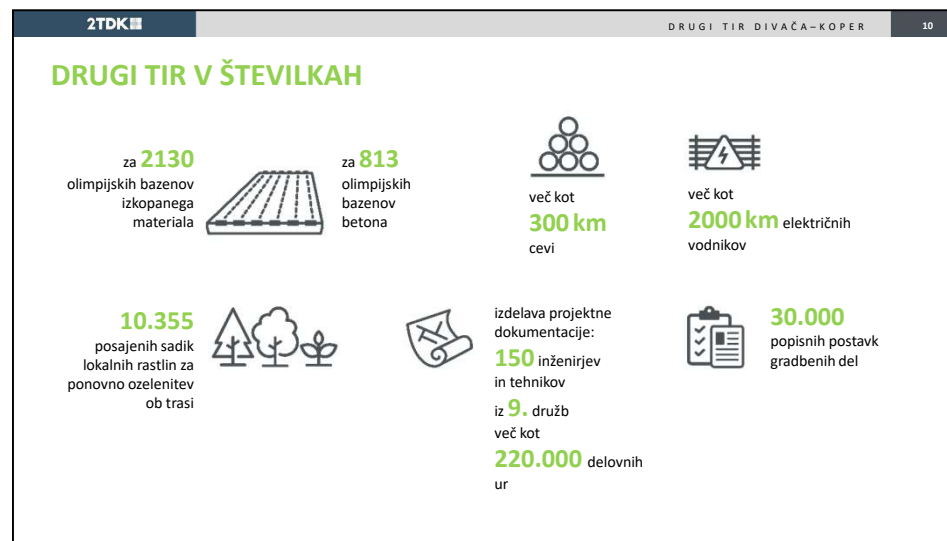 2TDK
DRUGI TIR DIVAČA–KOPER
10
DRUGI TIR V ŠTEVILKAH
za 2130
olimpijskih bazenov
izkopanega
materiala
za 813
olimpijskih
bazenov
betona
več kot
300 km
cevi
več kot
2000 km električnih
vodnikov
10.355
posajenih sadik
lokalnih rastlin za
ponovno ozelenitev
ob trasi
izdelava projektne
dokumentacije:
150 inženirjev
in tehnikov
iz 9. družb
več kot
220.000 delovnih
ur
30.000
popisnih postavk
gradbenih del